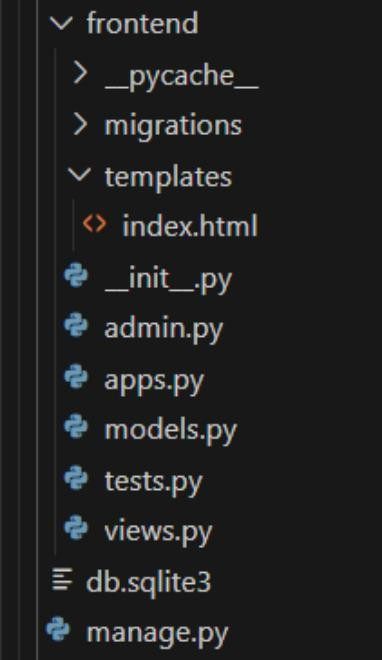 frontend
__pycache__
migrations
templates
index.html
__init__.py
admin.py
apps.py
models.py
tests.py
views.py
db.sqlite3
manage.py